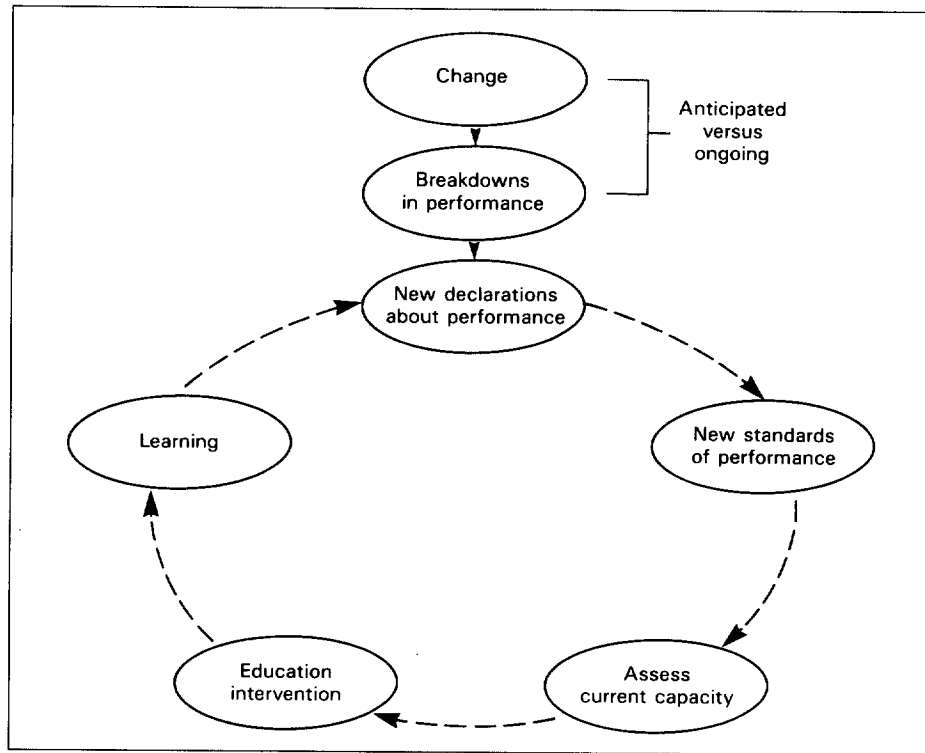 Change
Anticipated
versus
ongoing
Breakdowns
in performance
New declarations
about performance
New standards
of performance
Assess
current capacity
Education
intervention
Learning